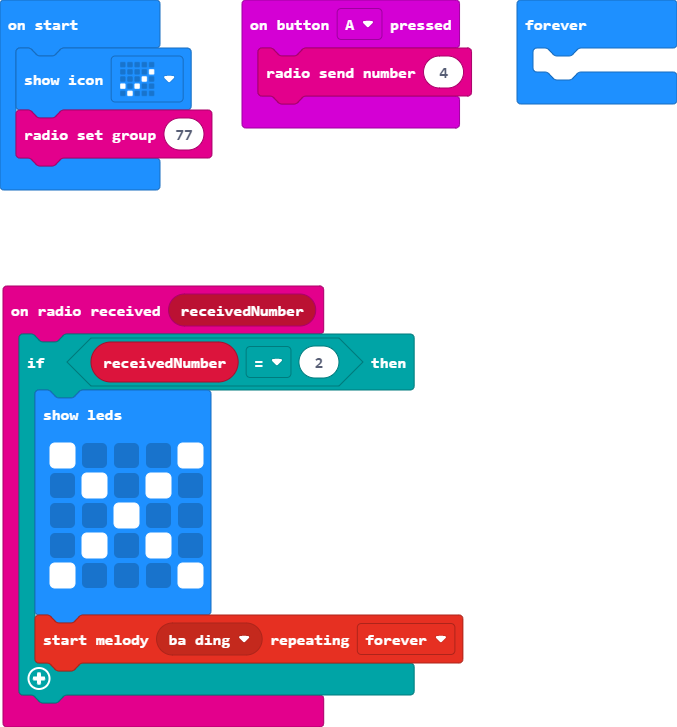 on start
show icon
radio set group 77
on button A pressed
radio send number 4
forever
on radio received receivedNumber
if receivedNumber = 2 then
show leds
start melody ba ding repeating forever